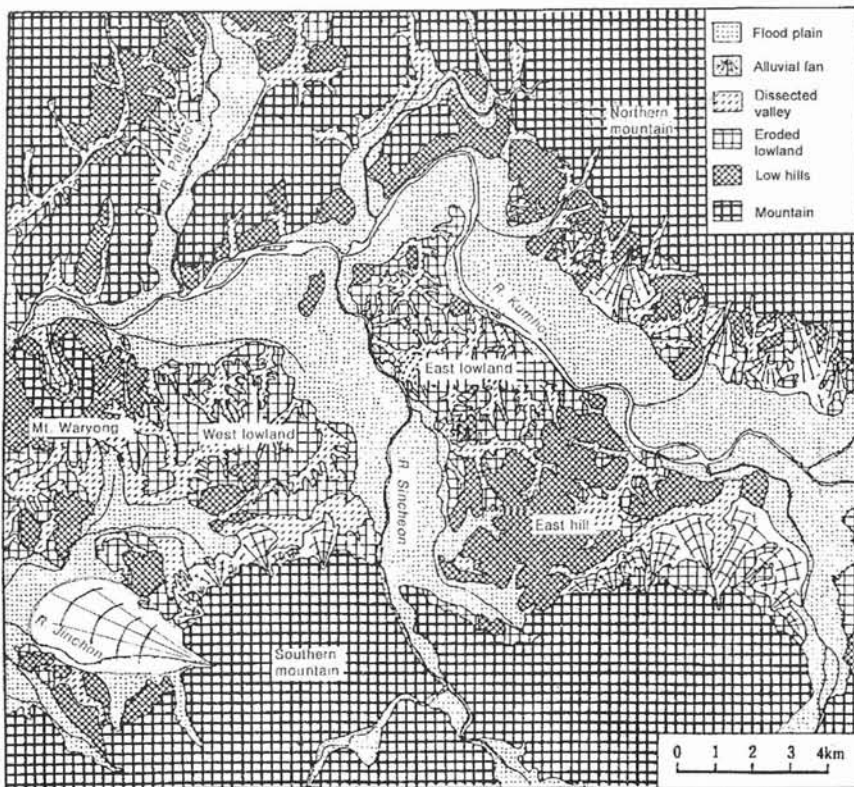 Flood plain
Alluvial fan
Dissected
valley
Eroded
lowland
Low hills
Mountain
Northern
mountain
R.
R. Kumho
East lowland
Mt. Waryong
West lowland
R. Sincheon
East hill
R. Jinchon
Southern
mountain
0 1 2 3 4km